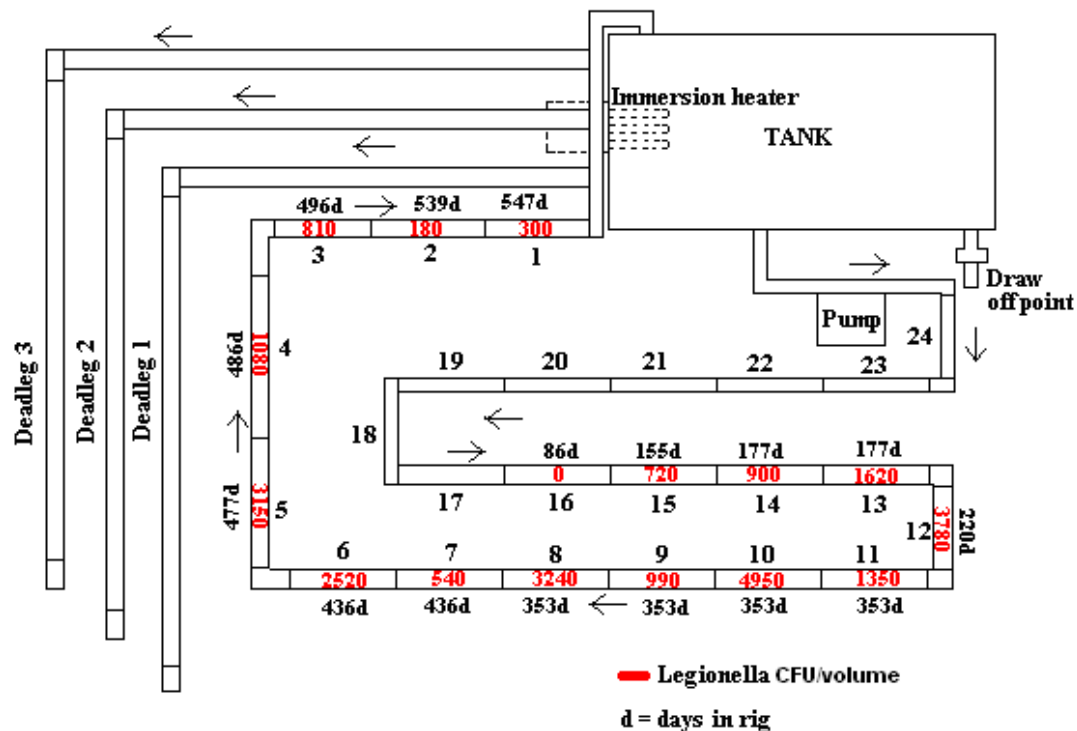 Immersion heater
TANK
496d
539d
547d
810
180
300
3
2
1
Draw
off point
Pump
24
Deadleg 3
Deadleg 2
Deadleg 1
486d
1080
4
19
20
21
22
23
18
86d
155d
177d
177d
0
720
900
1620
17
16
15
14
13
477d
3150
5
12
3780
220d
6
7
8
9
10
11
2520
540
3240
990
4950
1350
436d
436d
353d
353d
353d
353d
Legionella CFU/volume
d = days in rig